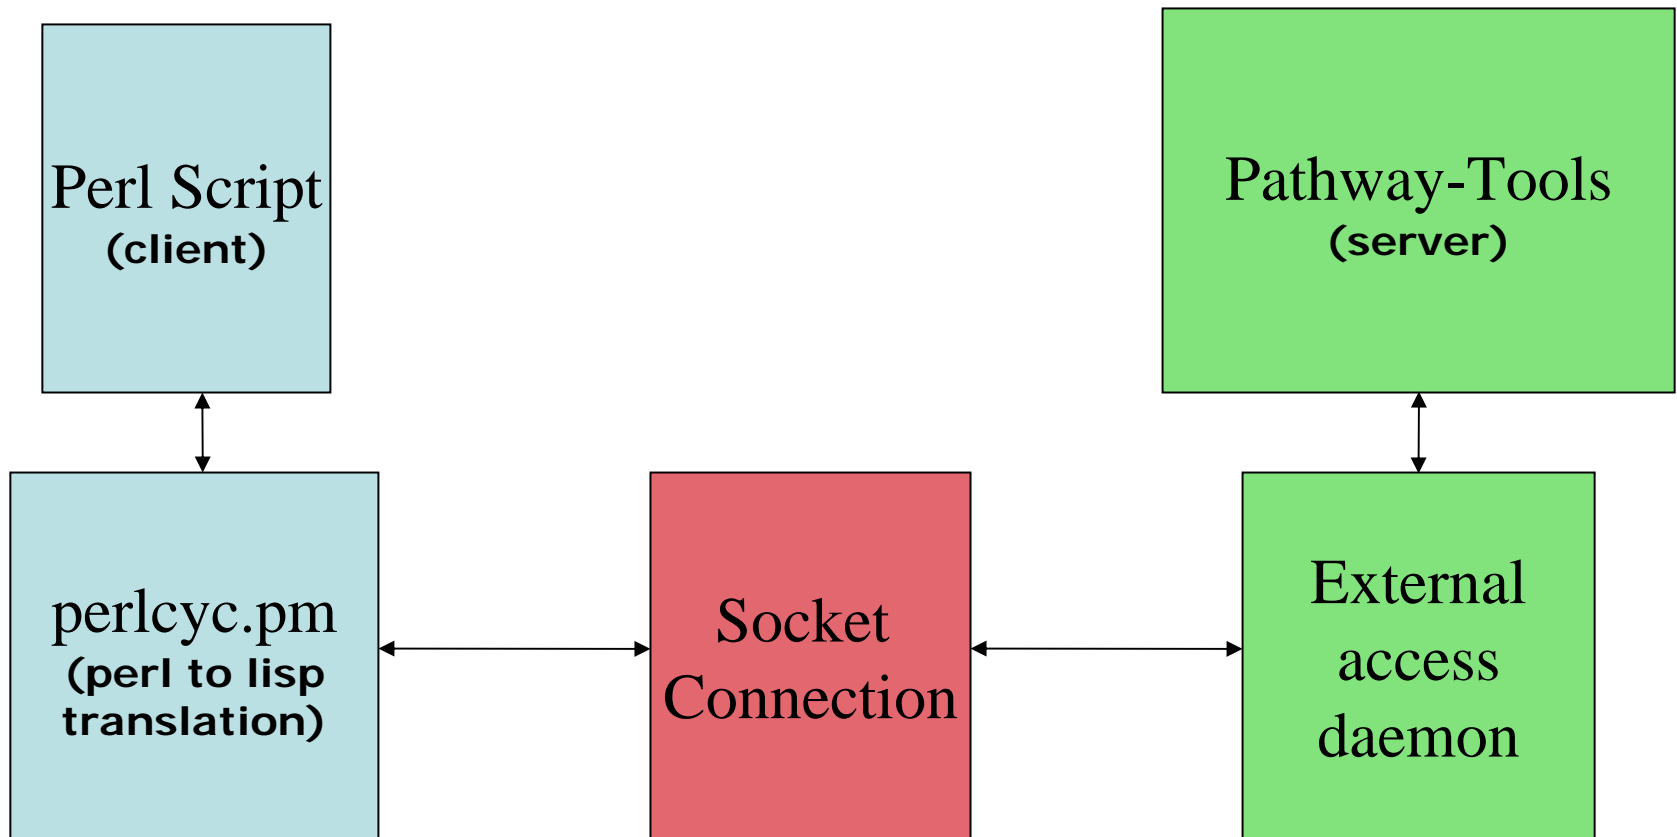 Perl Script
(client)
Pathway-Tools
(server)
perlcyc.pm
(perl to lisp
translation)
Socket
Connection
External
access
daemon